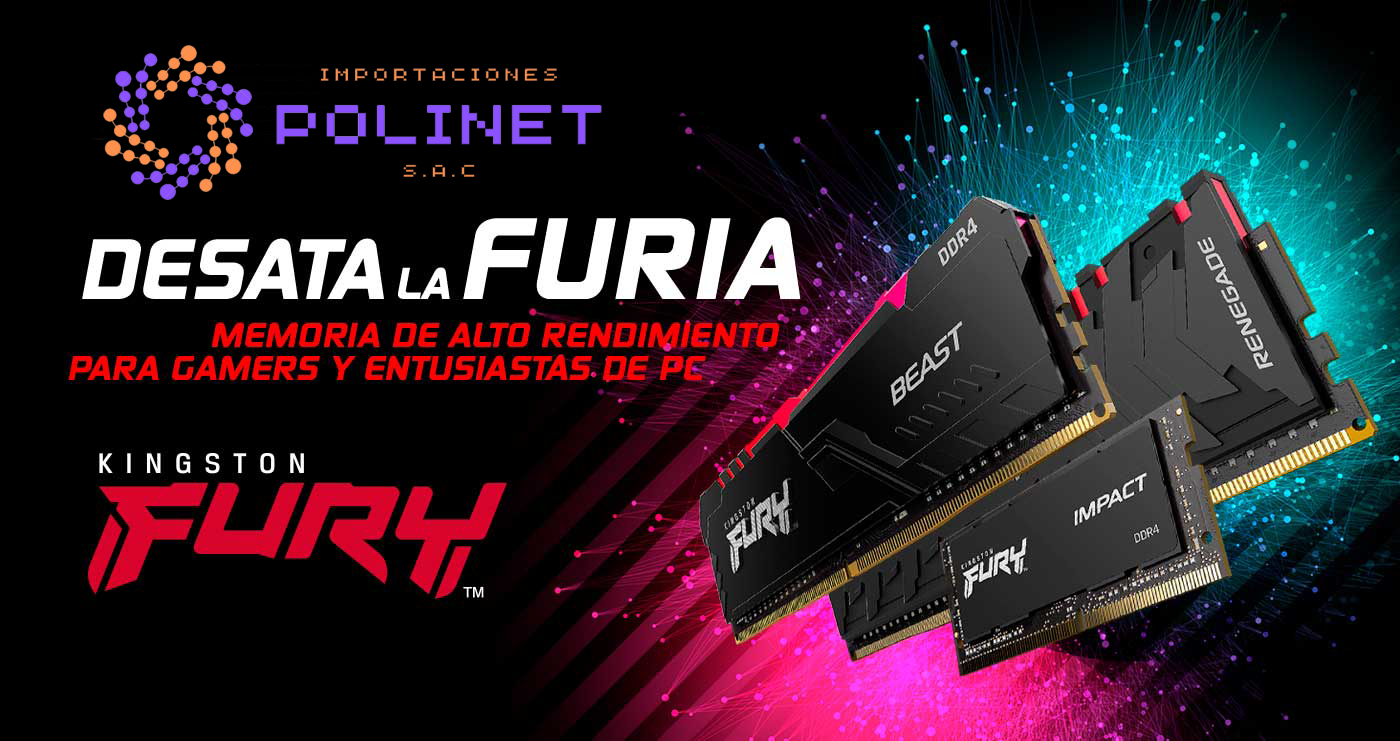 IMPORTACIONES
POLINET
S.A.C
DESATA LA FURIA
MEMORIA DE ALTO RENDIMIENTO
PARA GAMERS Y ENTUSIASTAS DE PC
KINGSTON
FURY™
DDR4
BEAST
KINGSTON
FURY
RENEGADE
IMPACT
DDR4
KINGSTON
FURY